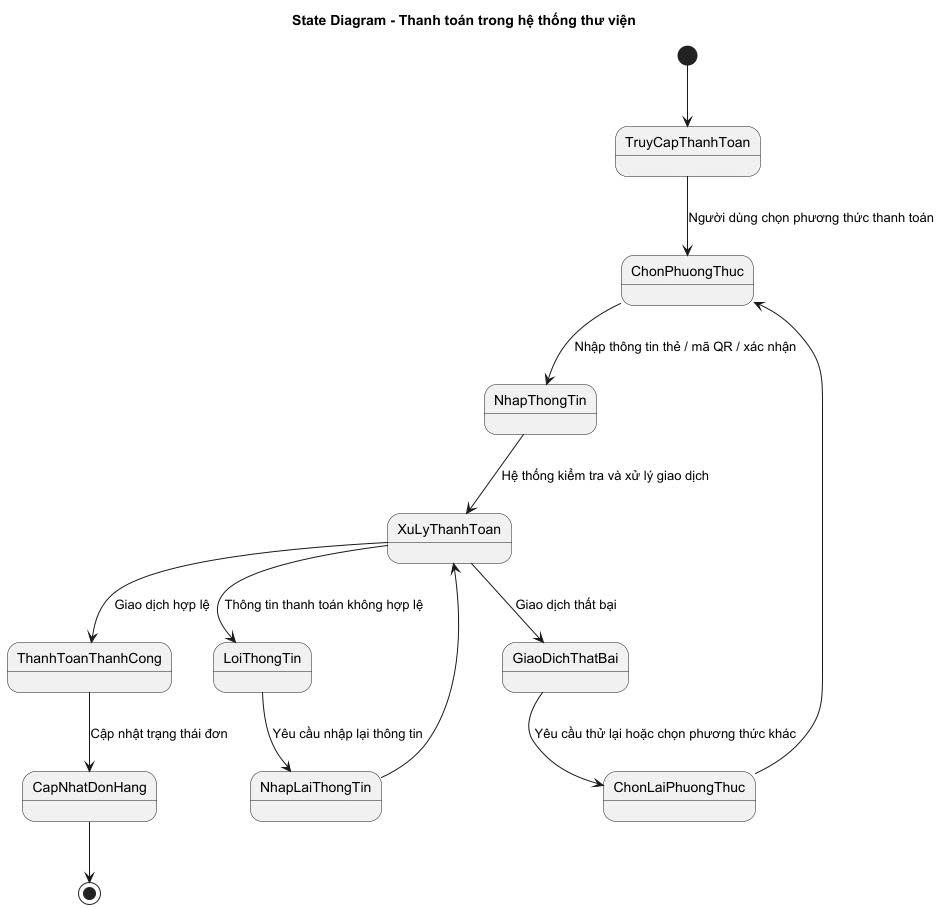 State Diagram - Thanh toán trong hệ thống thư viện
TruyCapThanhToan
Người dùng chọn phương thức thanh toán
ChonPhuongThuc
Nhập thông tin thẻ / mã QR / xác nhận
NhapThongTin
Hệ thống kiểm tra và xử lý giao dịch
XuLyThanhToan
Giao dịch hợp lệ
Thông tin thanh toán không hợp lệ
Giao dịch thất bại
ThanhToanThanhCong
LoiThongTin
GiaoDichThatBai
Cập nhật trạng thái đơn
Yêu cầu nhập lại thông tin
Yêu cầu thử lại hoặc chọn phương thức khác
CapNhatDonHang
NhapLaiThongTin
ChonLaiPhuongThuc